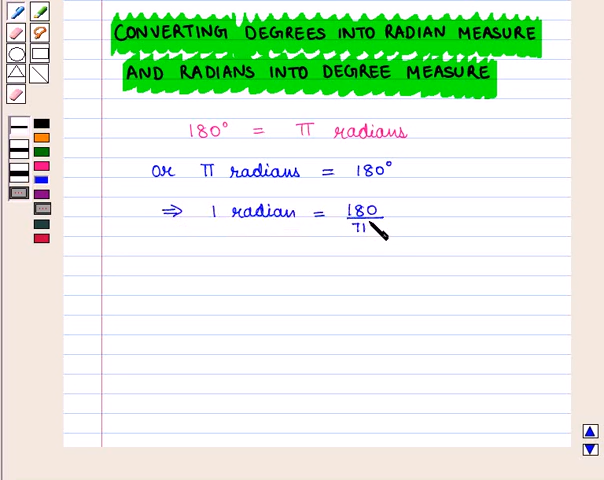 CONVERTING DEGREES INTO RADIAN MEASURE
AND RADIANS INTO DEGREE MEASURE
180° = π radians
or π radians = 180°
⇒ 1 radian = 180/π